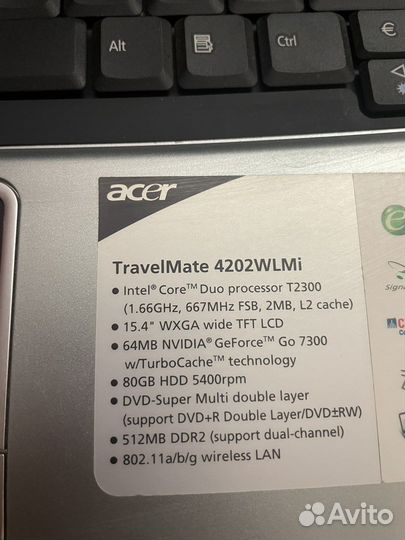 Alt
Ctrl
€
acer
TravelMate 4202WLMi
• Intel® Core™ Duo processor T2300
(1.66GHz, 667MHz FSB, 2MB, L2 cache)
• 15.4" WXGA wide TFT LCD
• 64MB NVIDIA® GeForce™ Go 7300
w/TurboCache™ technology
• 80GB HDD 5400rpm
• DVD-Super Multi double layer
(support DVD+R Double Layer/DVD±RW)
• 512MB DDR2 (support dual-channel)
• 802.11a/b/g wireless LAN
Avito